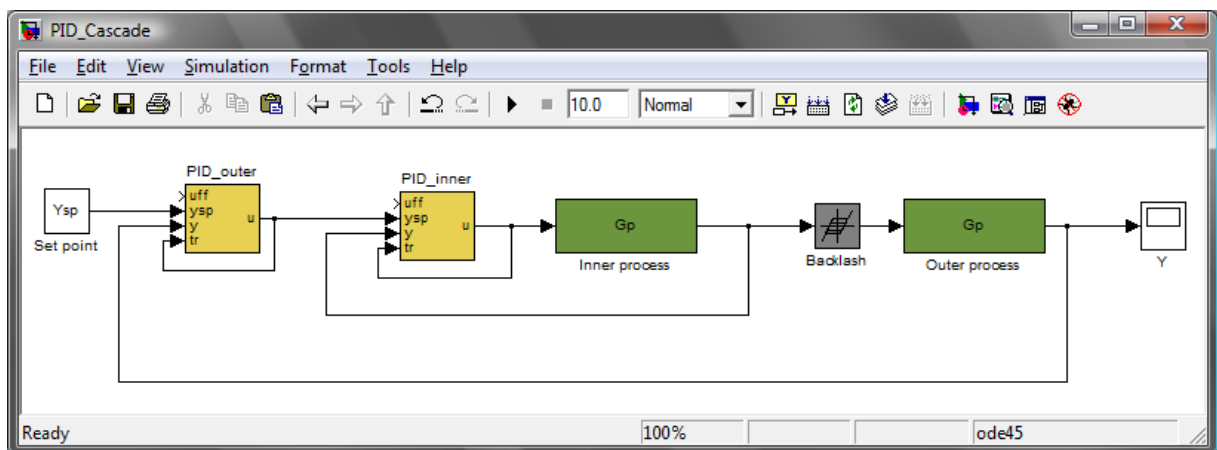 PID_Cascade
File Edit View Simulation Format Tools Help
10.0 Normal
PID_outer
uff
ysp
y
tr
u
PID_inner
uff
ysp
y
tr
u
Ysp
Set point
Gp
Inner process
Backlash
Gp
Outer process
Y
Ready 100% ode45